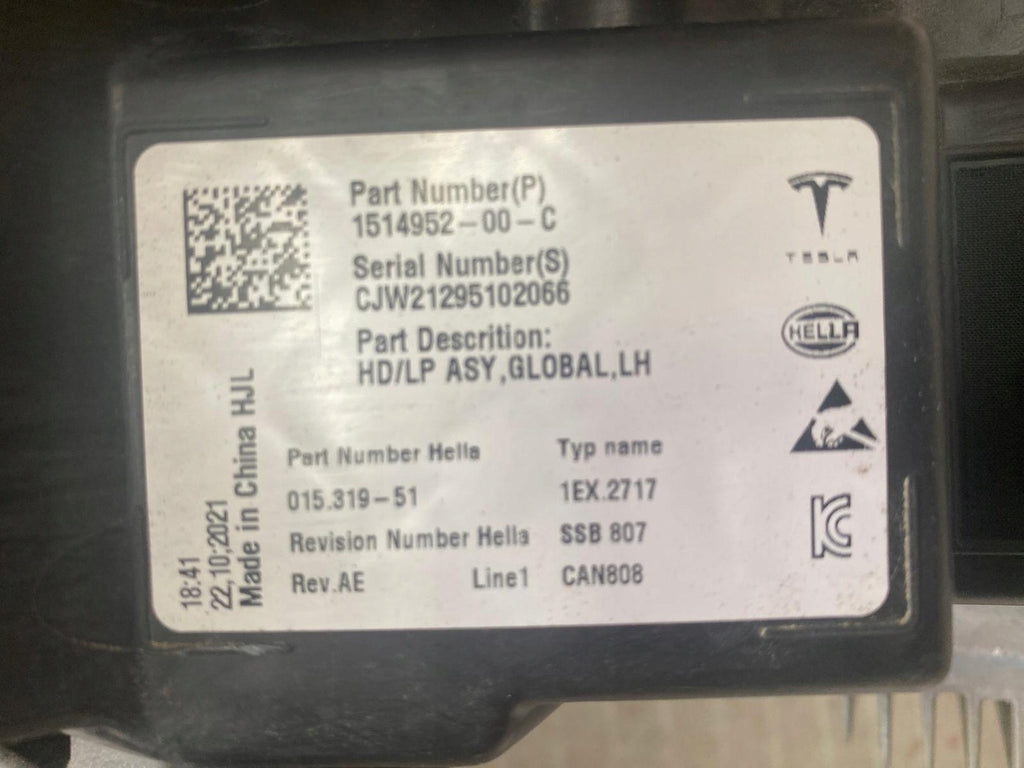 Part Number(P)
1514952-00-C
Serial Number(S)
CJW21295102066
Part Descrition:
HD/LP ASY,GLOBAL,LH
TESLA
HELLA
Part Number Hella
Typ name
015.319-51
1EX.2717
Revision Number Hella
SSB 807
Rev.AE
Line1
CAN808
18:41
22,10;2021
Made in China HJL